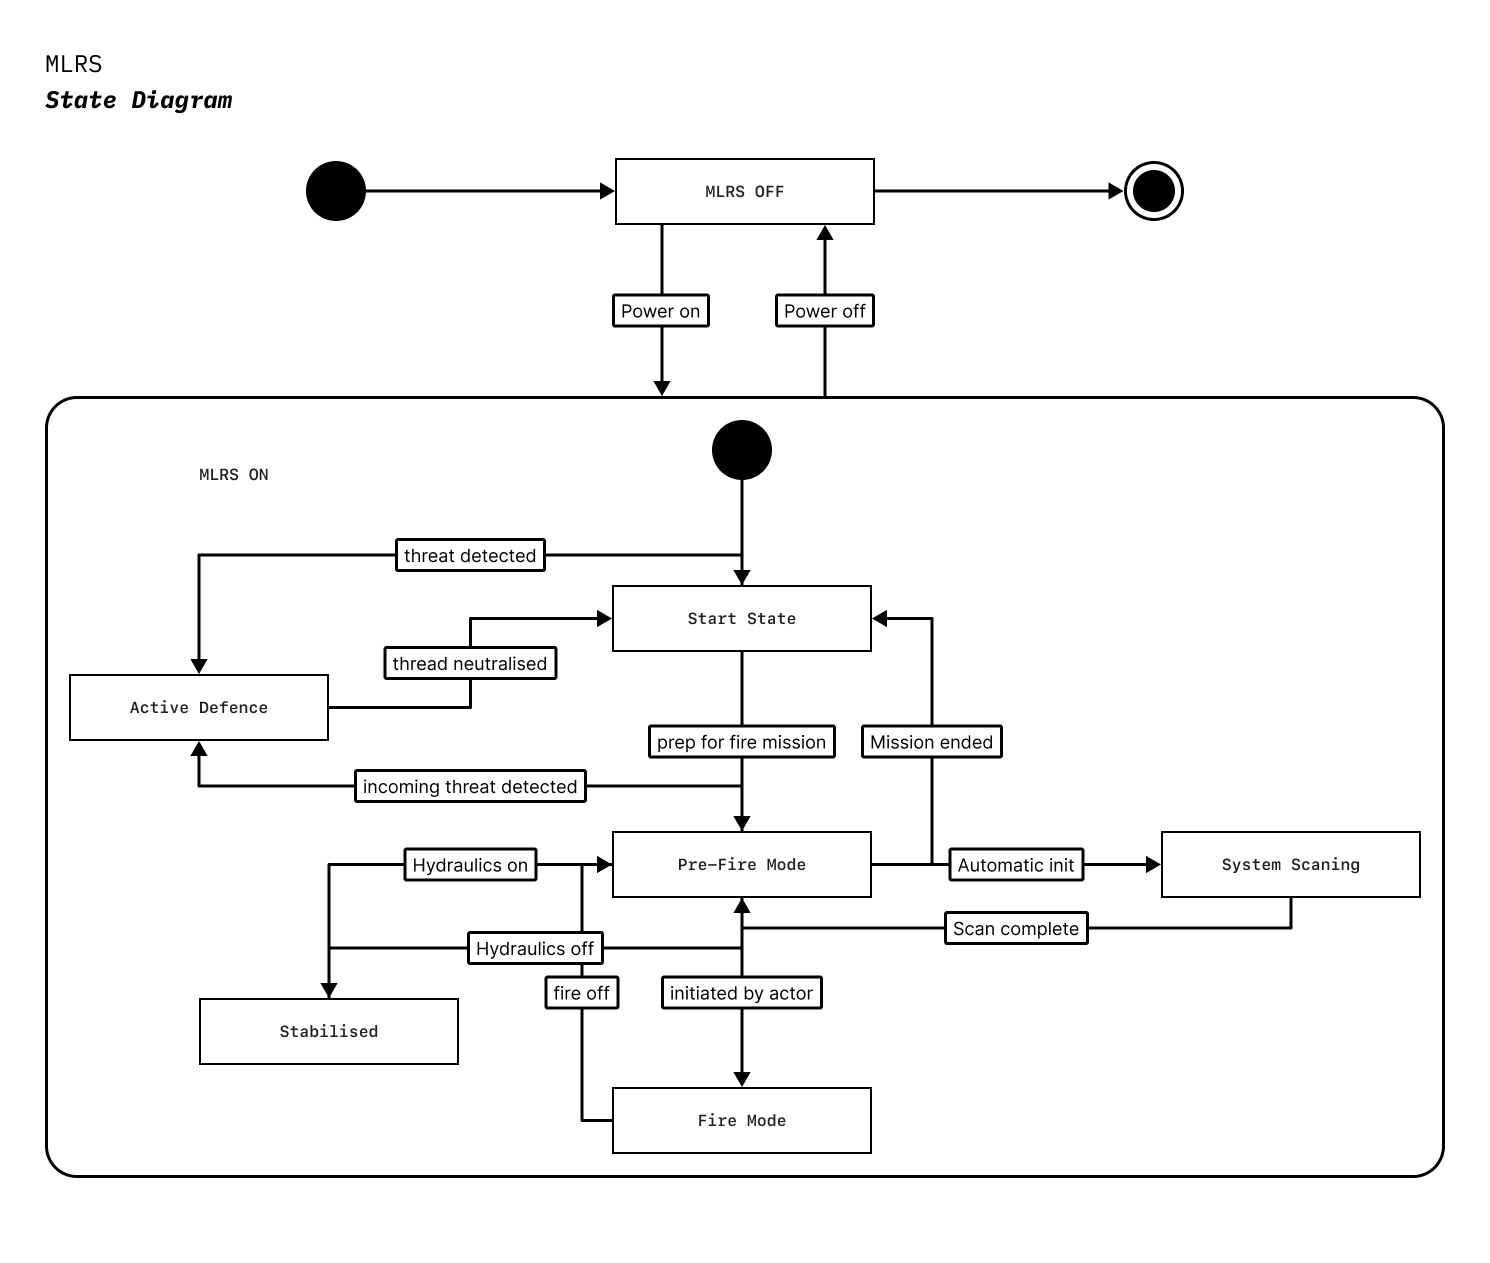 MLRS
State Diagram
MLRS OFF
Power on
Power off
MLRS ON
threat detected
Start State
thread neutralised
Active Defence
prep for fire mission
Mission ended
incoming threat detected
Hydraulics on
Pre-Fire Mode
Automatic init
System Scaning
Scan complete
Hydraulics off
fire off
initiated by actor
Stabilised
Fire Mode